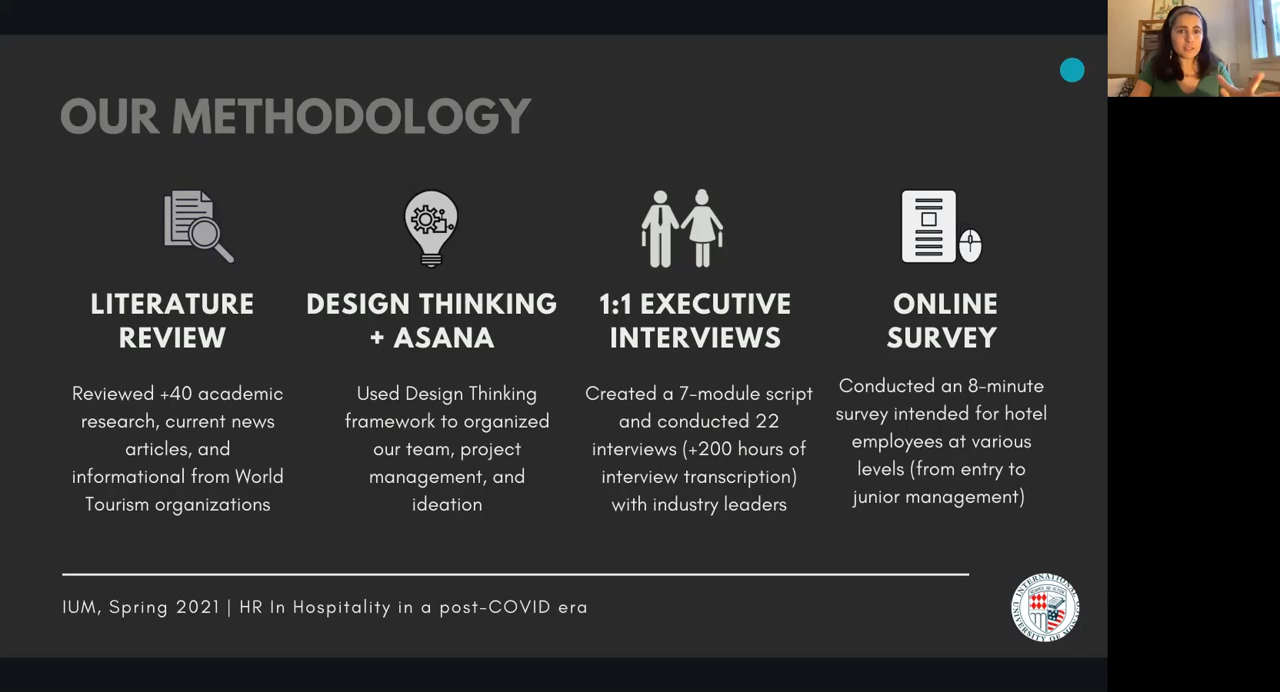 OUR METHODOLOGY
LITERATURE
REVIEW
Reviewed +40 academic
research, current news
articles, and
informational from World
Tourism organizations
DESIGN THINKING
+ ASANA
Used Design Thinking
framework to organized
our team, project
management, and
ideation
1:1 EXECUTIVE
INTERVIEWS
Created a 7-module script
and conducted 22
interviews (+200 hours of
interview transcription)
with industry leaders
ONLINE
SURVEY
Conducted an 8-minute
survey intended for hotel
employees at various
levels (from entry to
junior management)
IUM, Spring 2021 | HR In Hospitality in a post-COVID era
INTERNATIONAL
UNIVERSITY OF